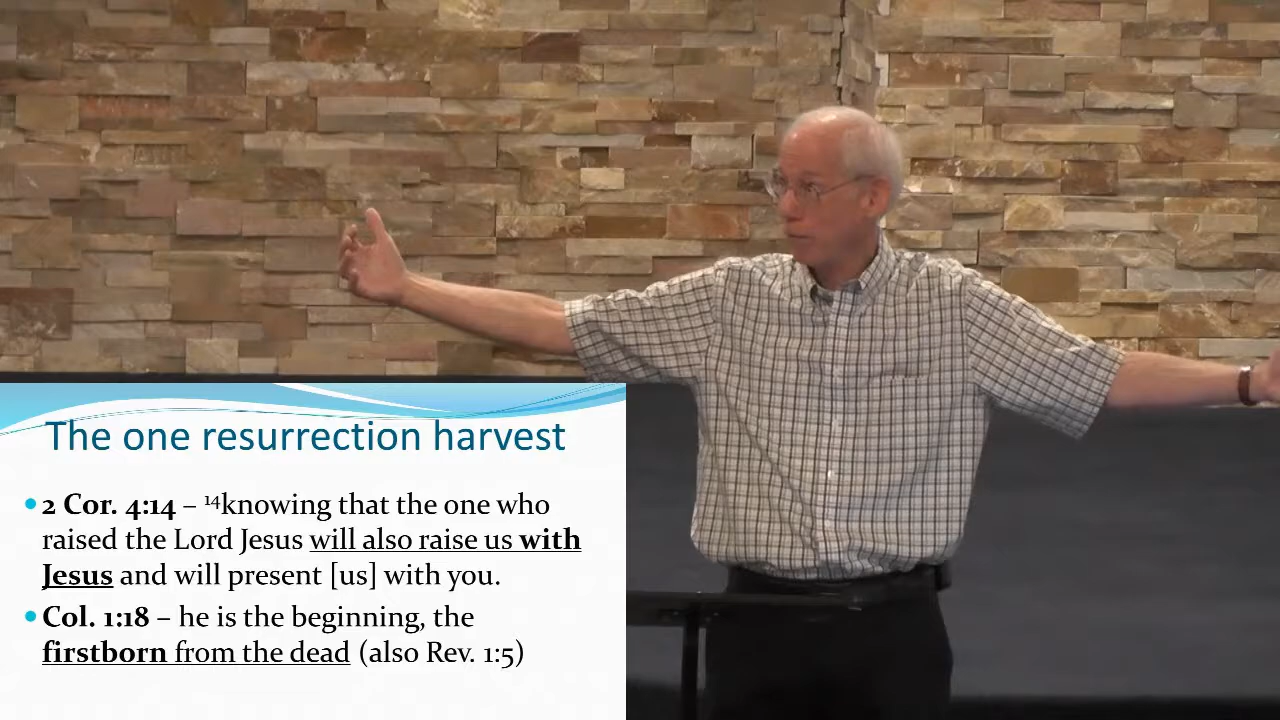 The one resurrection harvest
• 2 Cor. 4:14 – ¹⁴knowing that the one who
raised the Lord Jesus will also raise us with
Jesus and will present [us] with you.
• Col. 1:18 – he is the beginning, the
firstborn from the dead (also Rev. 1:5)